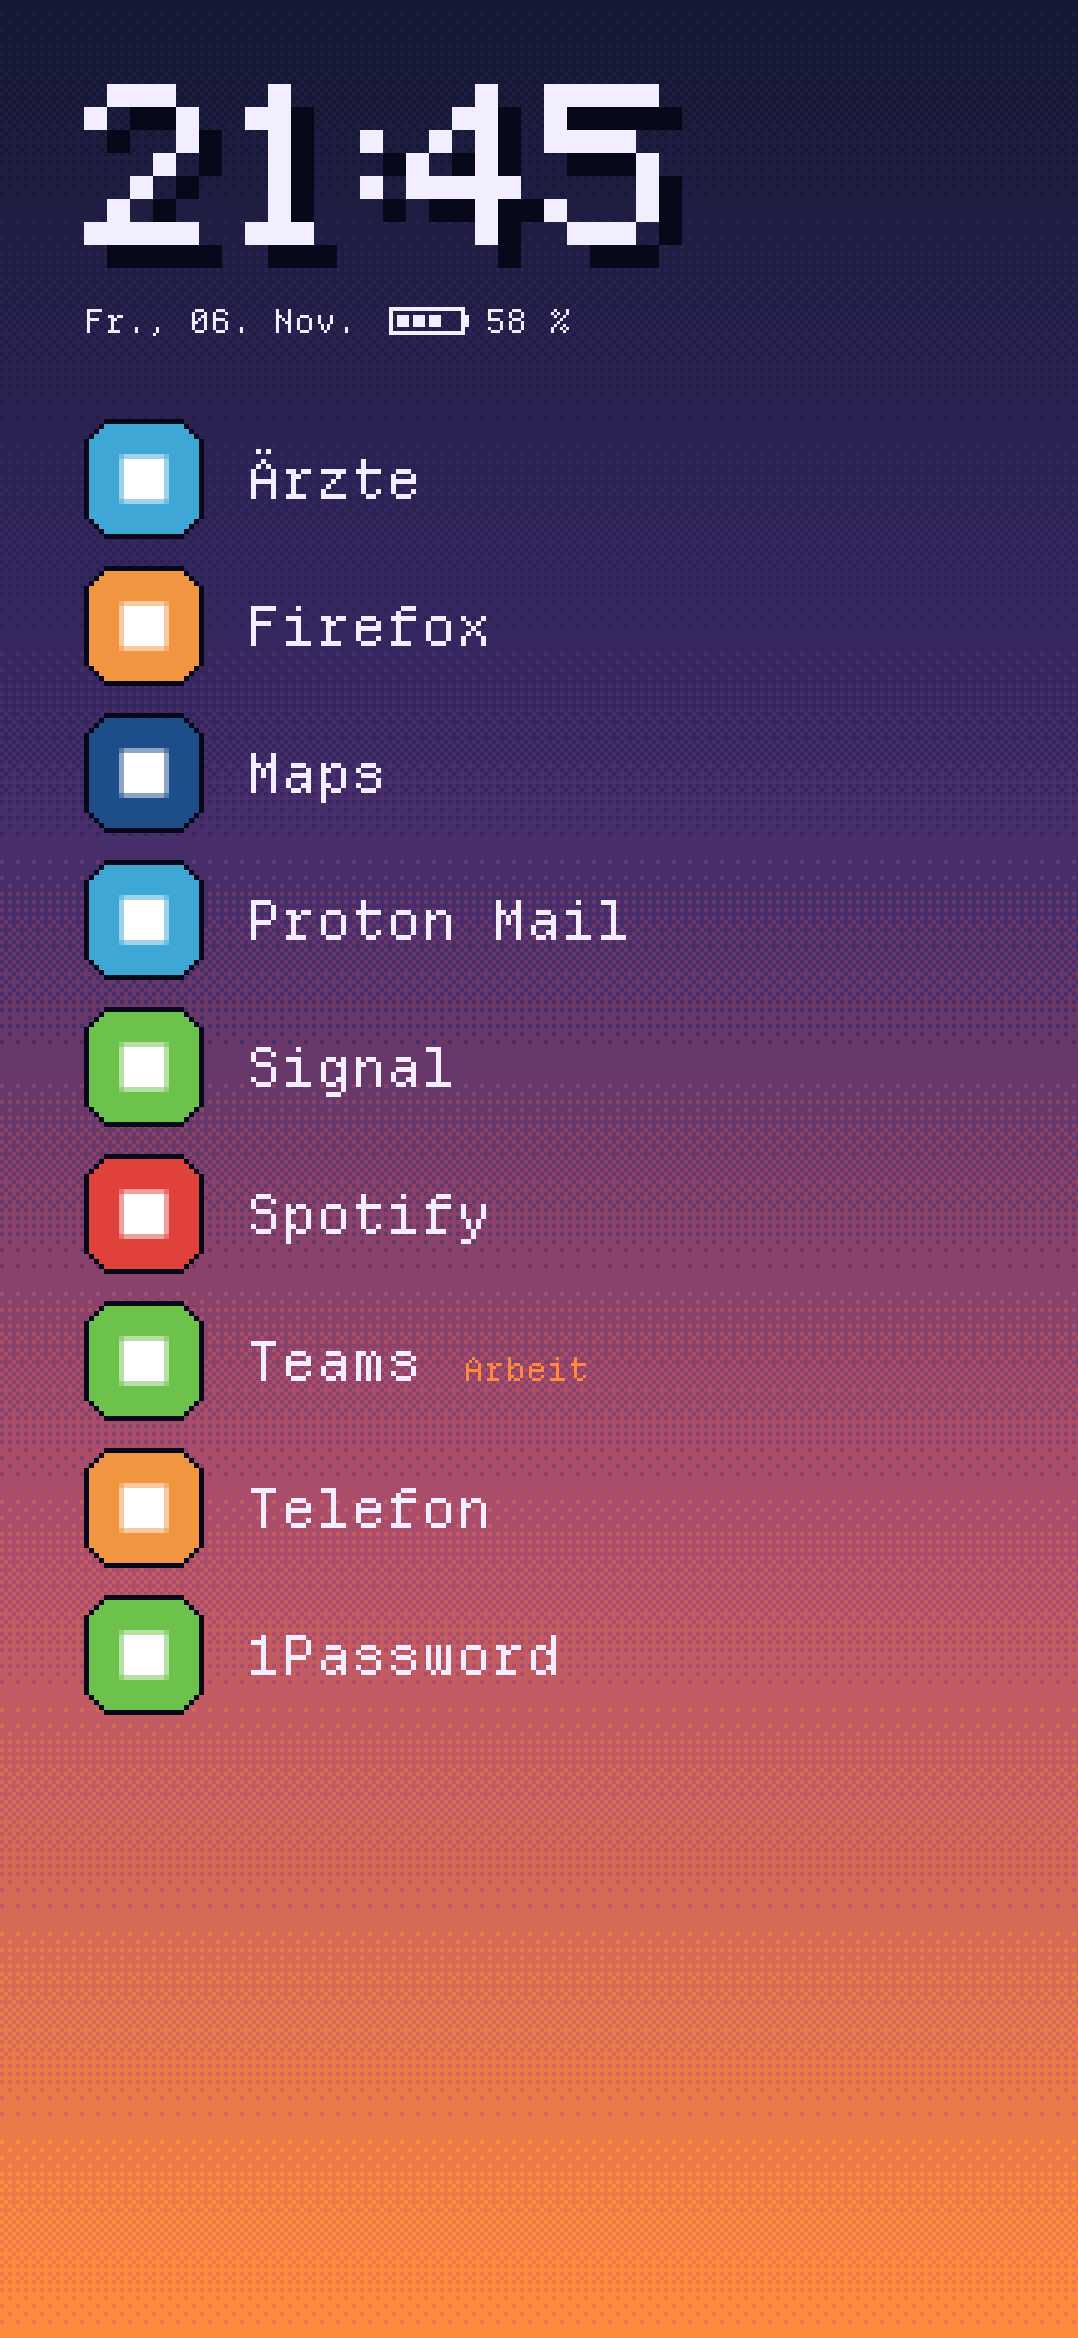 21:45
Fr., 06. Nov. 58 %
Ärzte
Firefox
Maps
Proton Mail
Signal
Spotify
Teams Arbeit
Telefon
1Password